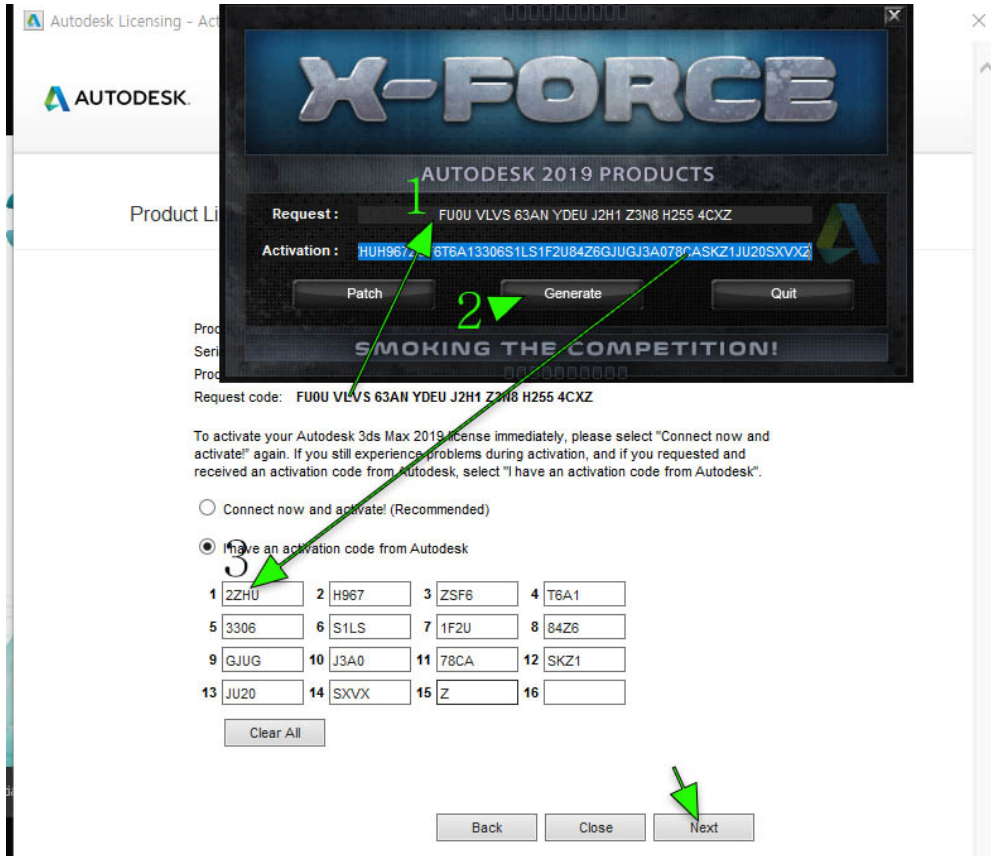 Autodesk Licensing - Act
AUTODESK.
X-FORCE
AUTODESK 2019 PRODUCTS
1
Product Li
Request : FU0U VLVS 63AN YDEU J2H1 Z3N8 H255 4CXZ
Activation :
Patch Generate Quit
2
SMOKING THE COMPETITION!
Proc
Seri
Proc
Request code: FU0U VLVS 63AN YDEU J2H1 Z3N8 H255 4CXZ
To activate your Autodesk 3ds Max 2019 license immediately, please select "Connect now and
activate!" again. If you still experience problems during activation, and if you requested and
received an activation code from Autodesk, select "I have an activation code from Autodesk".
Connect now and activate! (Recommended)
I have an activation code from Autodesk
3
1 2ZHU 2 H967 3 ZSF6 4 T6A1
5 3306 6 S1LS 7 1F2U 8 84Z6
9 GJUG 10 J3A0 11 78CA 12 SKZ1
13 JU20 14 SXVX 15 Z 16
Clear All
Back Close Next